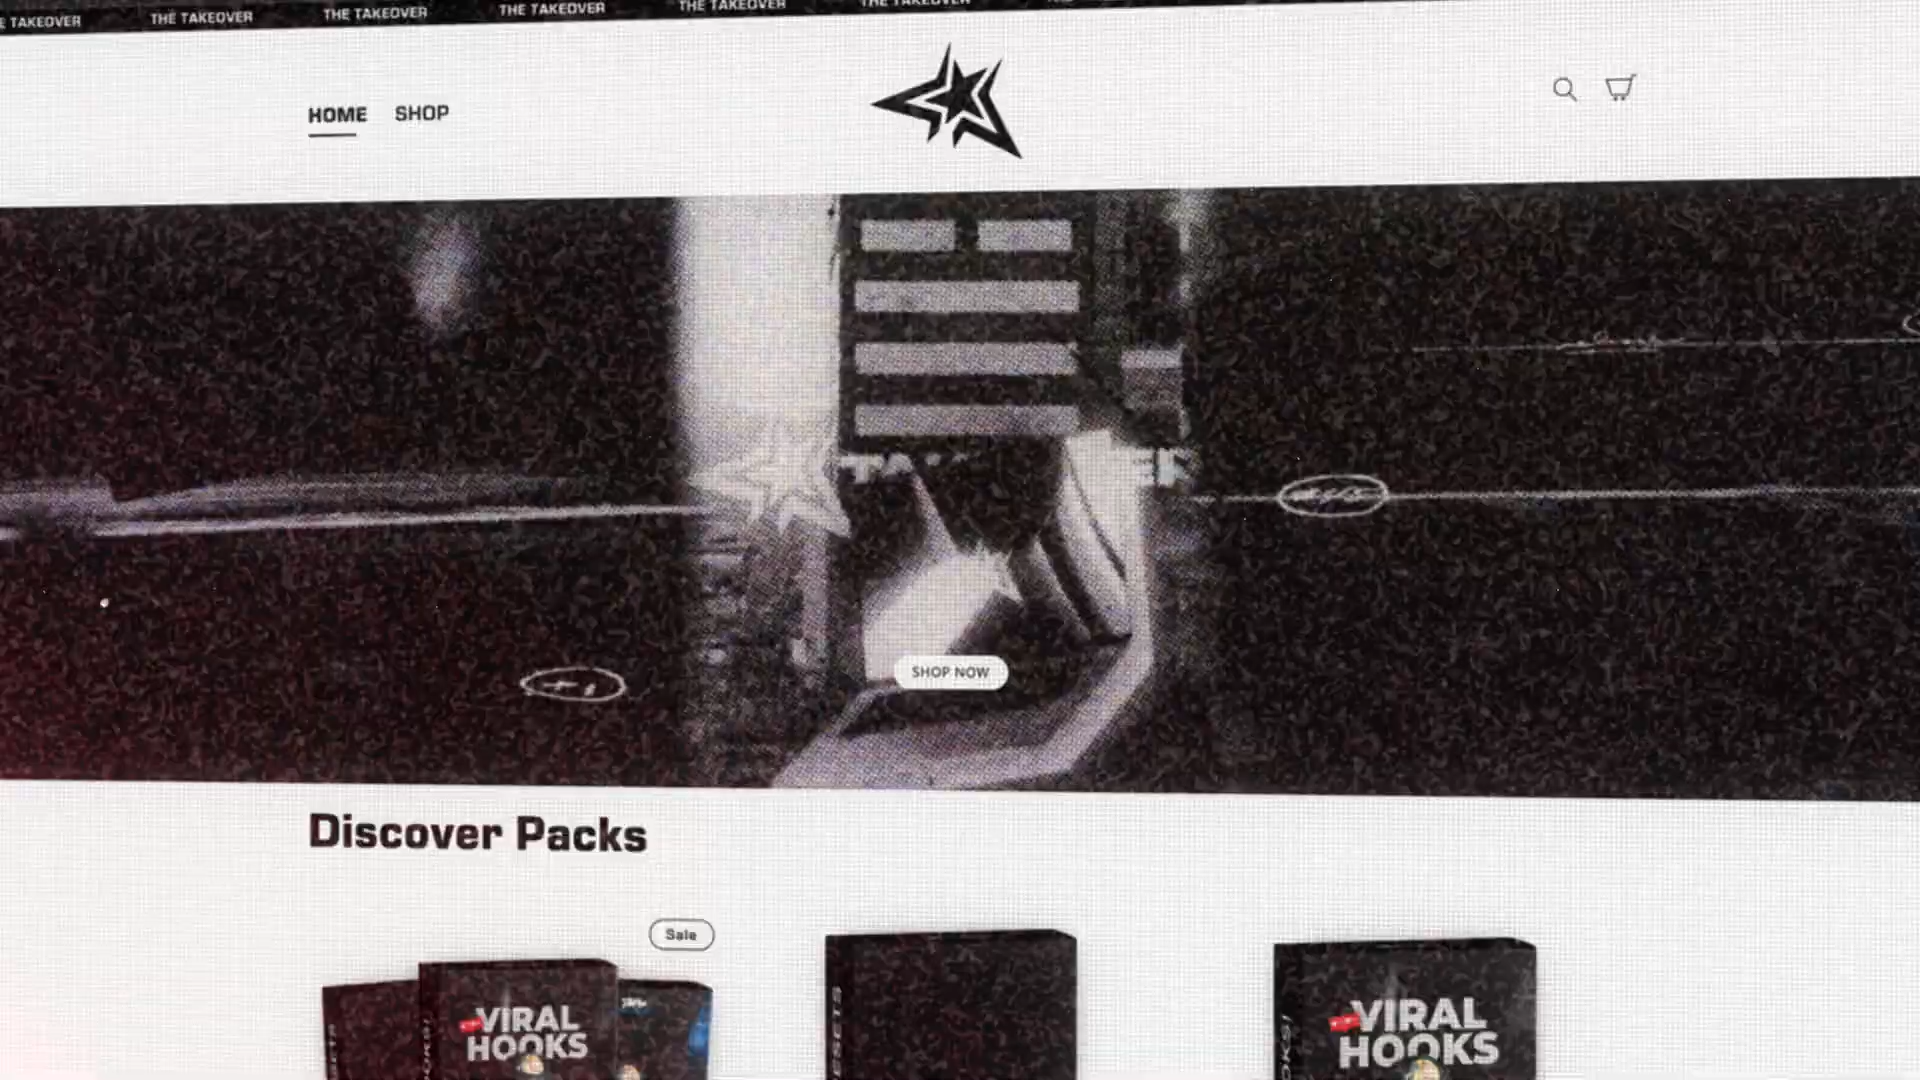 THE TAKEOVER THE TAKEOVER THE TAKEOVER THE TAKEOVER
HOME SHOP
SHOP NOW
Discover Packs
Sale
VIRAL
HOOKS
VIRAL
HOOKS